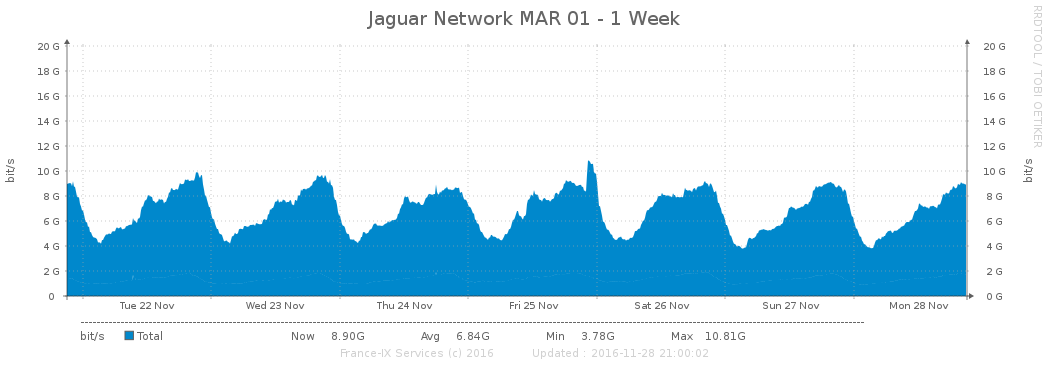 Jaguar Network MAR 01 - 1 Week
RRDTOOL / TOBI OETIKER
20 G 20 G
18 G 18 G
16 G 16 G
14 G 14 G
12 G 12 G
10 G 10 G
8 G 8 G
6 G 6 G
4 G 4 G
2 G 2 G
0 0 G
bit/s
bit/s
Tue 22 Nov Wed 23 Nov Thu 24 Nov Fri 25 Nov Sat 26 Nov Sun 27 Nov Mon 28 Nov
bit/s Total Now 8.90G Avg 6.84G Min 3.78G Max 10.81G
France-IX Services (c) 2016 Updated : 2016-11-28 21:00:02